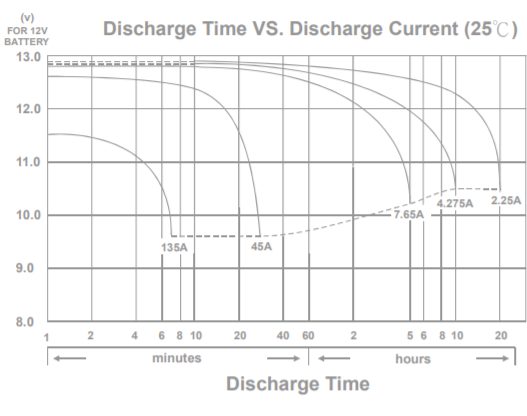 (V)
FOR 12V
BATTERY
Discharge Time VS. Discharge Current (25℃)
13.0
12.0
11.0
10.0
9.0
8.0
135A
45A
7.65A
4.275A
2.25A
1 2 4 6 8 10 20 40 60 2 5 6 8 10 20
minutes hours
Discharge Time